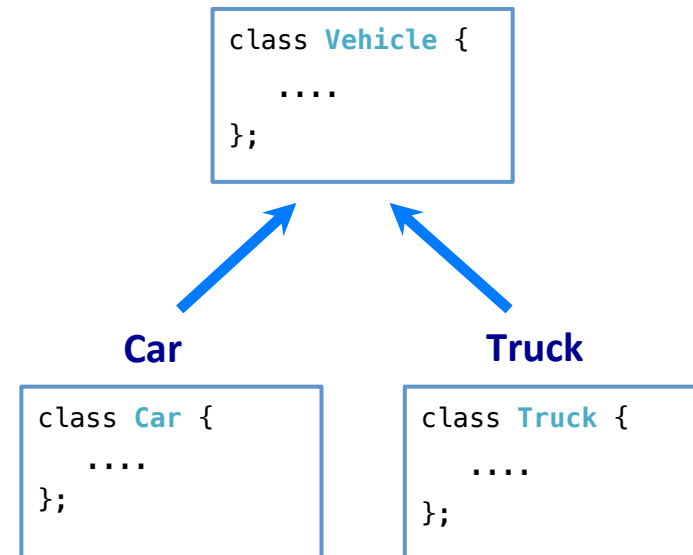 class Vehicle {
....
};
Car
Truck
class Car {
....
};
class Truck {
....
};